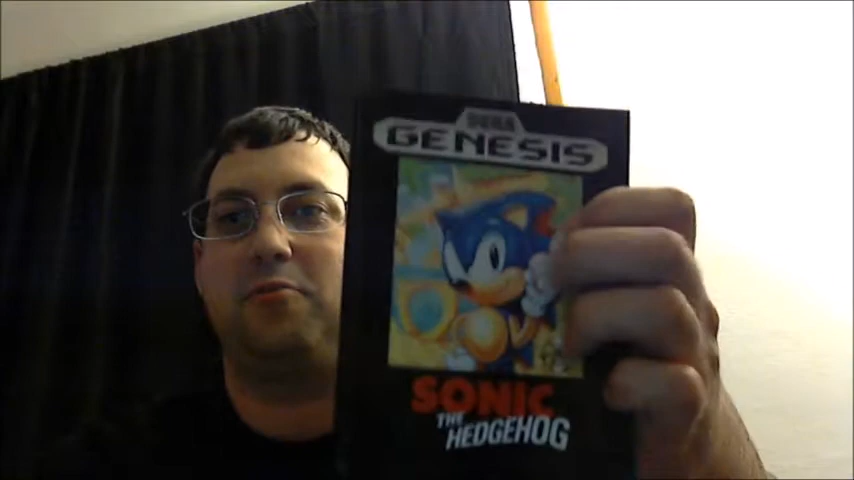 SEGA
GENESIS
SONIC
THE
HEDGEHOG